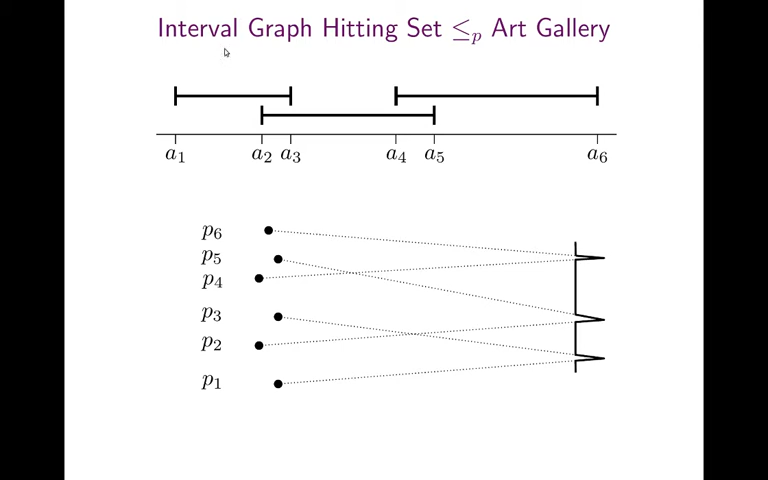 Interval Graph Hitting Set ≤p Art Gallery
a1 a2 a3 a4 a5 a6
p6
p5
p4
p3
p2
p1